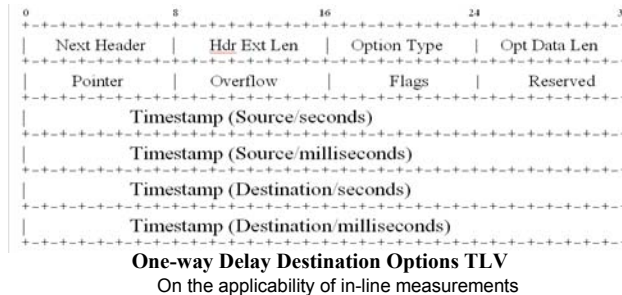 0 8 16 24 3
+-+-+-+-+-+-+-+-+-+-+-+-+-+-+-+-+-+-+-+-+-+-+-+-+-+-+-+-+-+-+-+-
| Next Header | Hdr Ext Len | Option Type | Opt Data Len
+-+-+-+-+-+-+-+-+-+-+-+-+-+-+-+-+-+-+-+-+-+-+-+-+-+-+-+-+-+-+-+-
| Pointer | Overflow | Flags | Reserved
+-+-+-+-+-+-+-+-+-+-+-+-+-+-+-+-+-+-+-+-+-+-+-+-+-+-+-+-+-+-+-+-
| Timestamp (Source/seconds)
+-+-+-+-+-+-+-+-+-+-+-+-+-+-+-+-+-+-+-+-+-+-+-+-+-+-+-+-+-+-+-+-
| Timestamp (Source/milliseconds)
+-+-+-+-+-+-+-+-+-+-+-+-+-+-+-+-+-+-+-+-+-+-+-+-+-+-+-+-+-+-+-+-
| Timestamp (Destination/seconds)
+-+-+-+-+-+-+-+-+-+-+-+-+-+-+-+-+-+-+-+-+-+-+-+-+-+-+-+-+-+-+-+-
| Timestamp (Destination/milliseconds)
+-+-+-+-+-+-+-+-+-+-+-+-+-+-+-+-+-+-+-+-+-+-+-+-+-+-+-+-+-+-+-+-
One-way Delay Destination Options TLV
On the applicability of in-line measurements